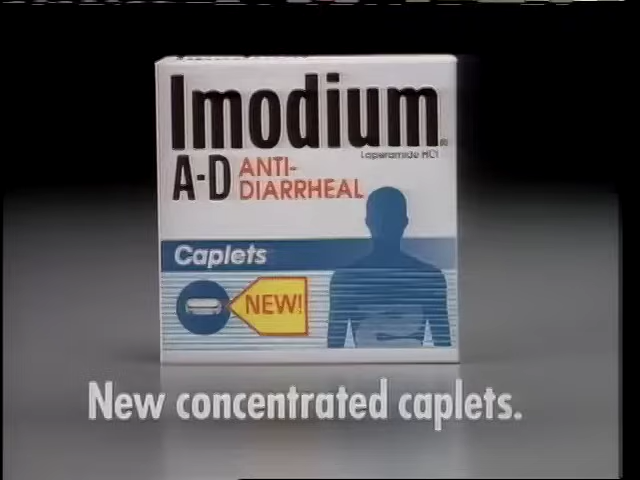 Imodium®
Loperamide HCl
A-D ANTI-
DIARRHEAL
Caplets
NEW!
New concentrated caplets.